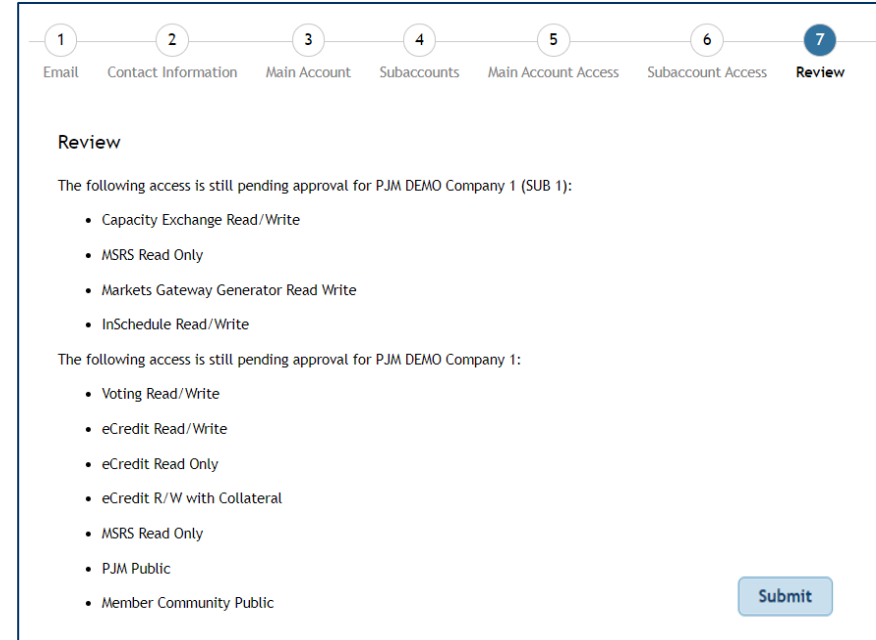 1 2 3 4 5 6 7
Email Contact Information Main Account Subaccounts Main Account Access Subaccount Access Review
Review
The following access is still pending approval for PJM DEMO Company 1 (SUB 1):
• Capacity Exchange Read/Write
• MSRS Read Only
• Markets Gateway Generator Read Write
• InSchedule Read/Write
The following access is still pending approval for PJM DEMO Company 1:
• Voting Read/Write
• eCredit Read/Write
• eCredit Read Only
• eCredit R/W with Collateral
• MSRS Read Only
• PJM Public
• Member Community Public
Submit